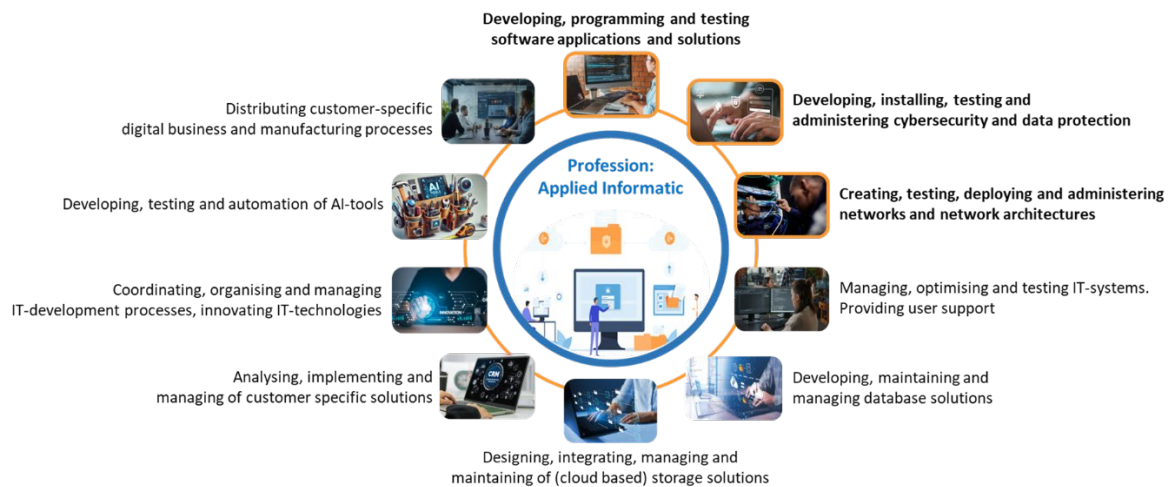 Developing, programming and testing
software applications and solutions
Distributing customer-specific
digital business and manufacturing processes
Developing, installing, testing and
administering cybersecurity and data protection
Profession:
Applied Informatic
AI
Developing, testing and automation of AI-tools
Creating, testing, deploying and administering
networks and network architectures
Coordinating, organising and managing
IT-development processes, innovating IT-technologies
INNOVATION
Managing, optimising and testing IT-systems.
Providing user support
Analysing, implementing and
managing of customer specific solutions
CRM
Developing, maintaining and
managing database solutions
Designing, integrating, managing and
maintaining of (cloud based) storage solutions